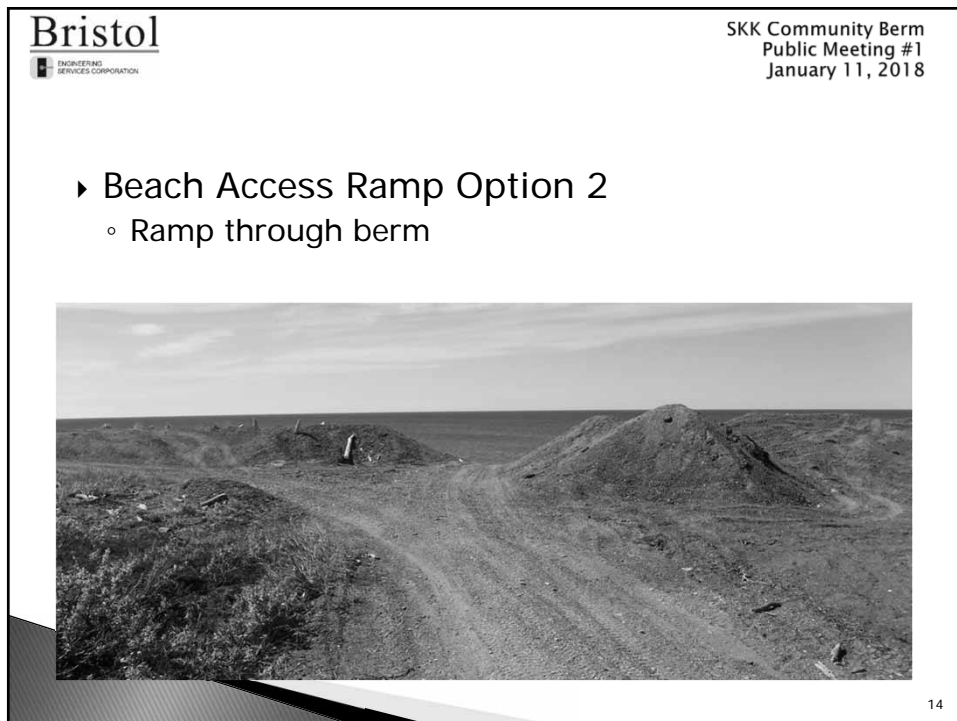 Bristol
ENGINEERING
SERVICES CORPORATION
SKK Community Berm
Public Meeting #1
January 11, 2018
Beach Access Ramp Option 2
Ramp through berm
14